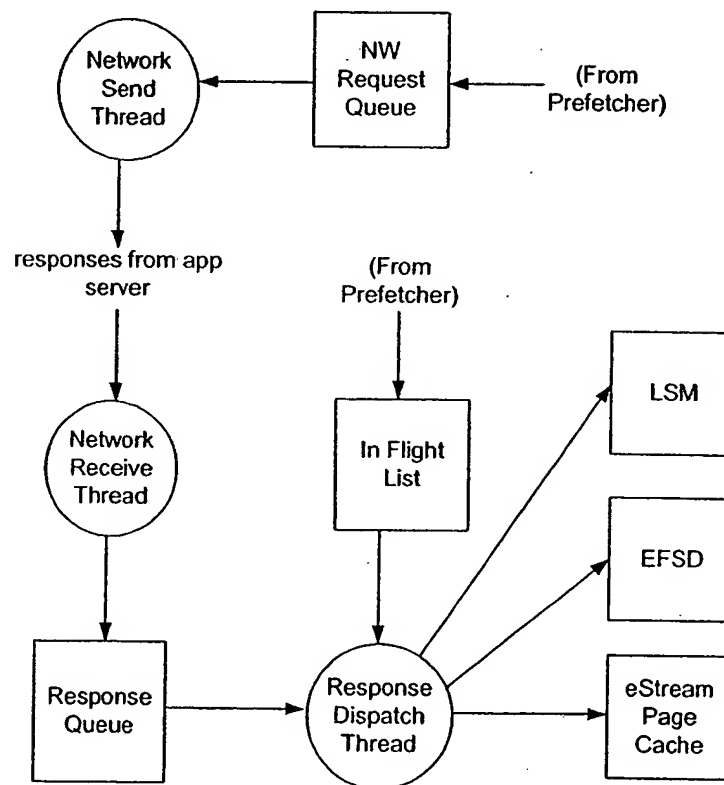 Network
Send
Thread
NW
Request
Queue
(From
Prefetcher)
responses from app
server
(From
Prefetcher)
Network
Receive
Thread
In Flight
List
LSM
EFSD
Response
Queue
Response
Dispatch
Thread
eStream
Page
Cache